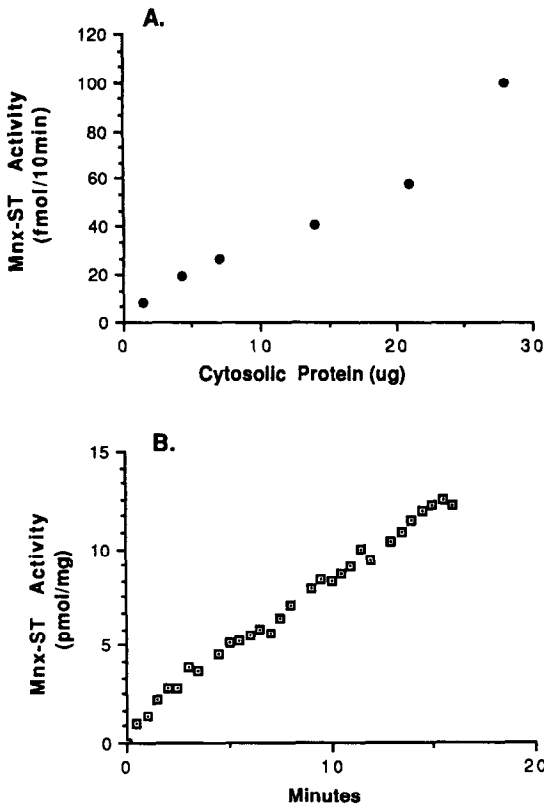 A.
120
100
80
60
40
20
0
Mnx-ST Activity
(fmol/10min)
0 10 20 30
Cytosolic Protein (ug)
B.
15
10
5
0
Mnx-ST Activity
(pmol/mg)
0 10 20
Minutes